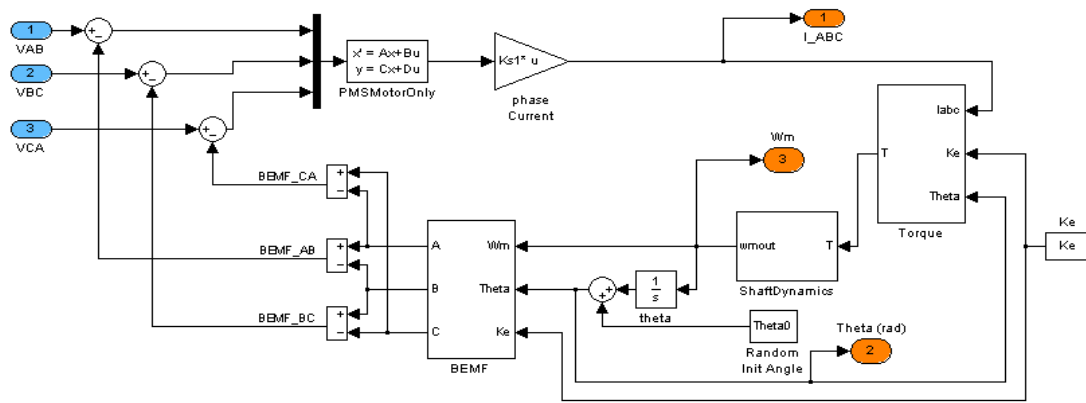 1
VAB
2
VBC
3
VCA
x' = Ax+Bu
y = Cx+Du
PMSMotorOnly
Ks1* u
phase
Current
1
I_ABC
Iabc
Ke
Theta
T
Torque
Wm
3
Ke
Ke
BEMF_CA
BEMF_AB
BEMF_BC
A
B
C
Wm
Theta
Ke
BEMF
wmout
T
ShaftDynamics
1
s
theta
Theta0
Random
Init Angle
Theta (rad)
2